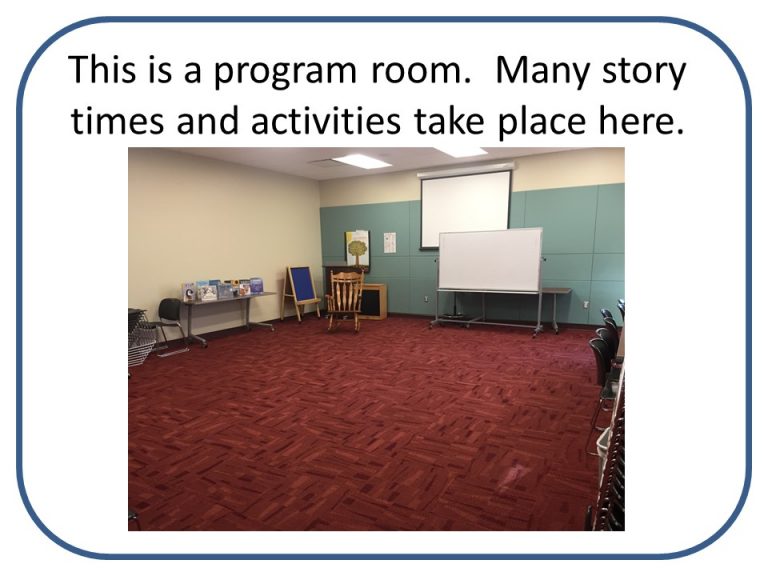 This is a program room.  Many story
times and activities take place here.